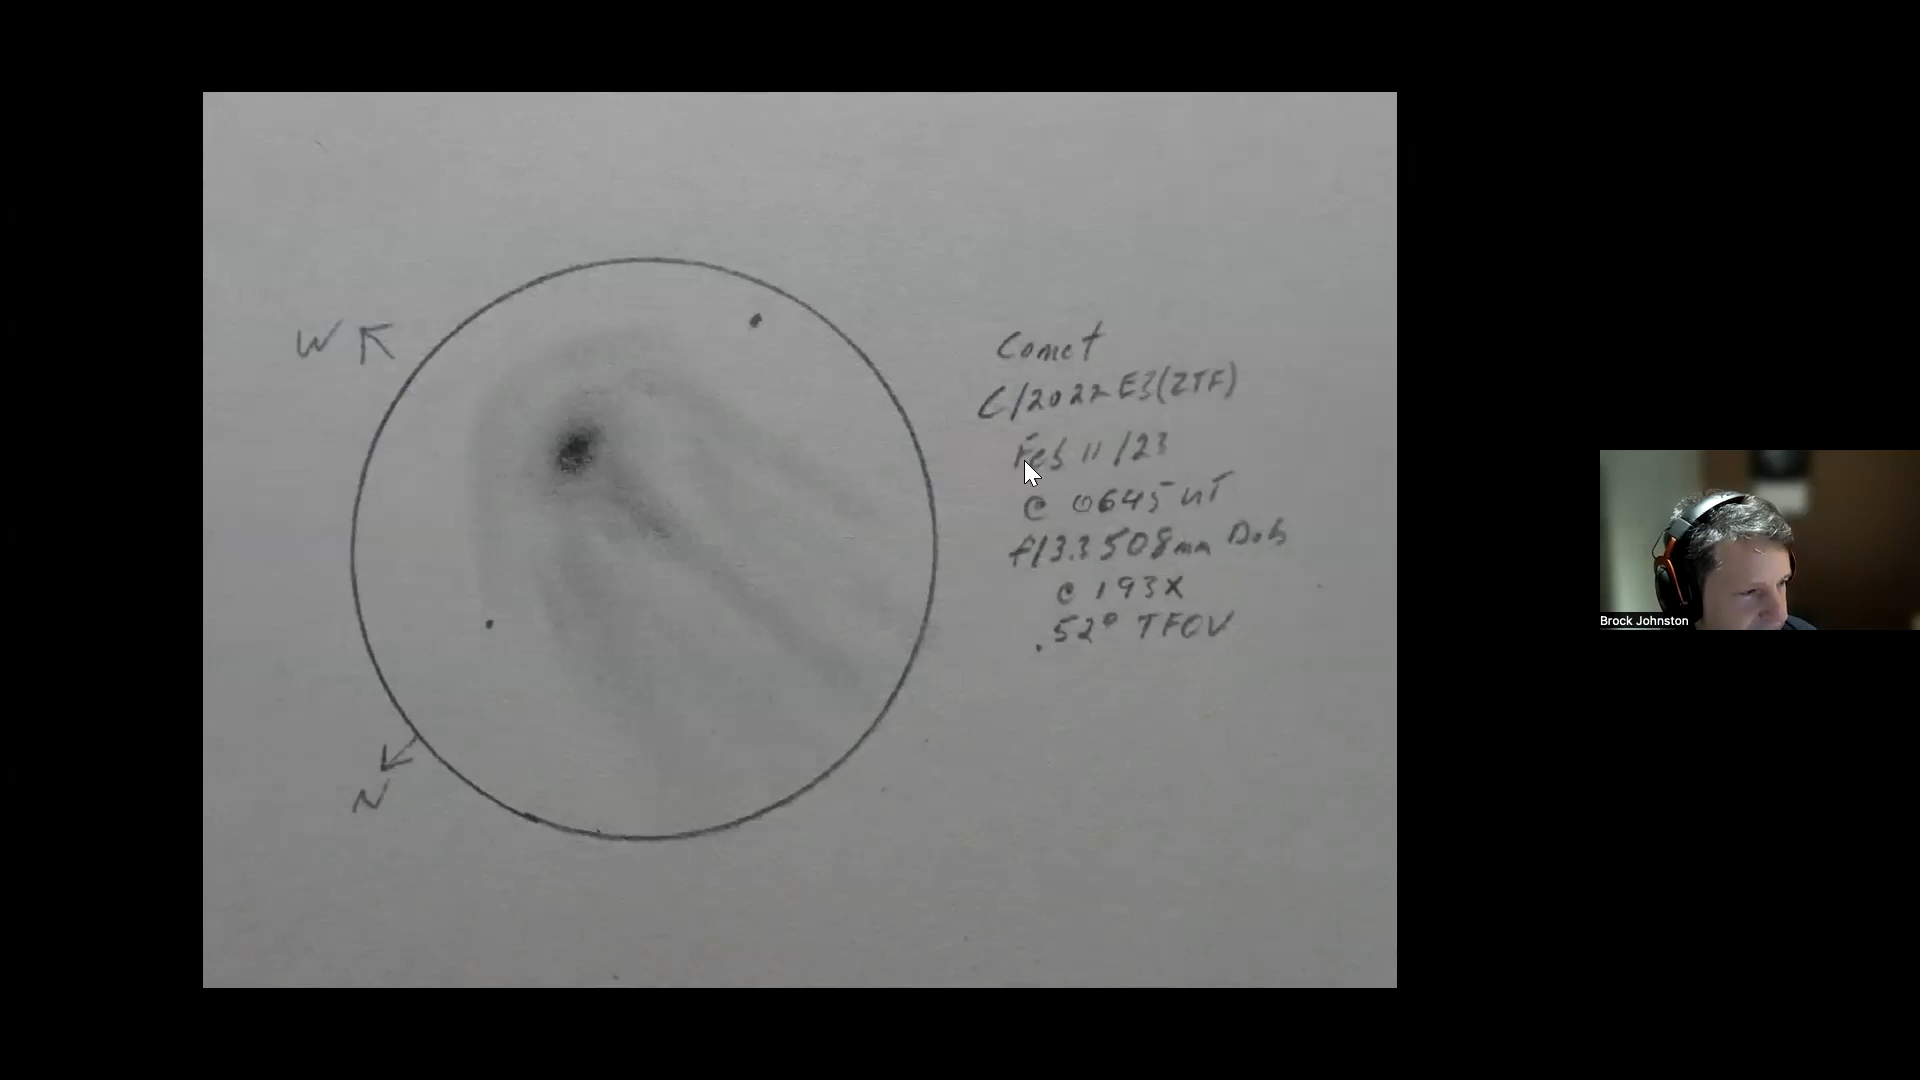 W
Comet
C/2022 E3(ZTF)
Feb 11/23
@ 0645 UT
f/3.3 508mm Dob
@ 193X
.52° TFOV
N
Brock Johnston